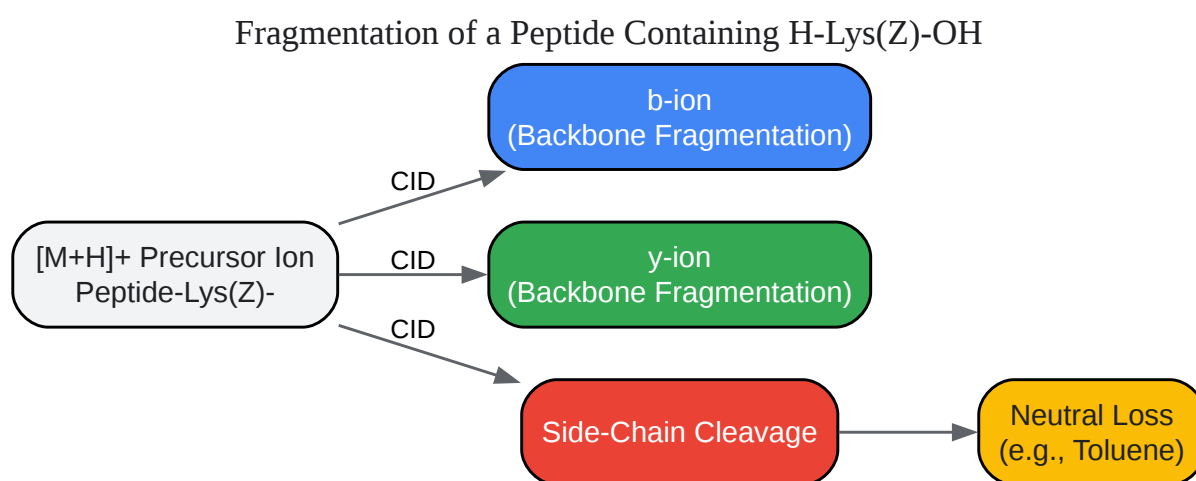 Fragmentation of a Peptide Containing H-Lys(Z)-OH
b-ion
(Backbone Fragmentation)
CID
[M+H]+ Precursor Ion
Peptide-Lys(Z)-
CID
y-ion
(Backbone Fragmentation)
CID
Side-Chain Cleavage
Neutral Loss
(e.g., Toluene)